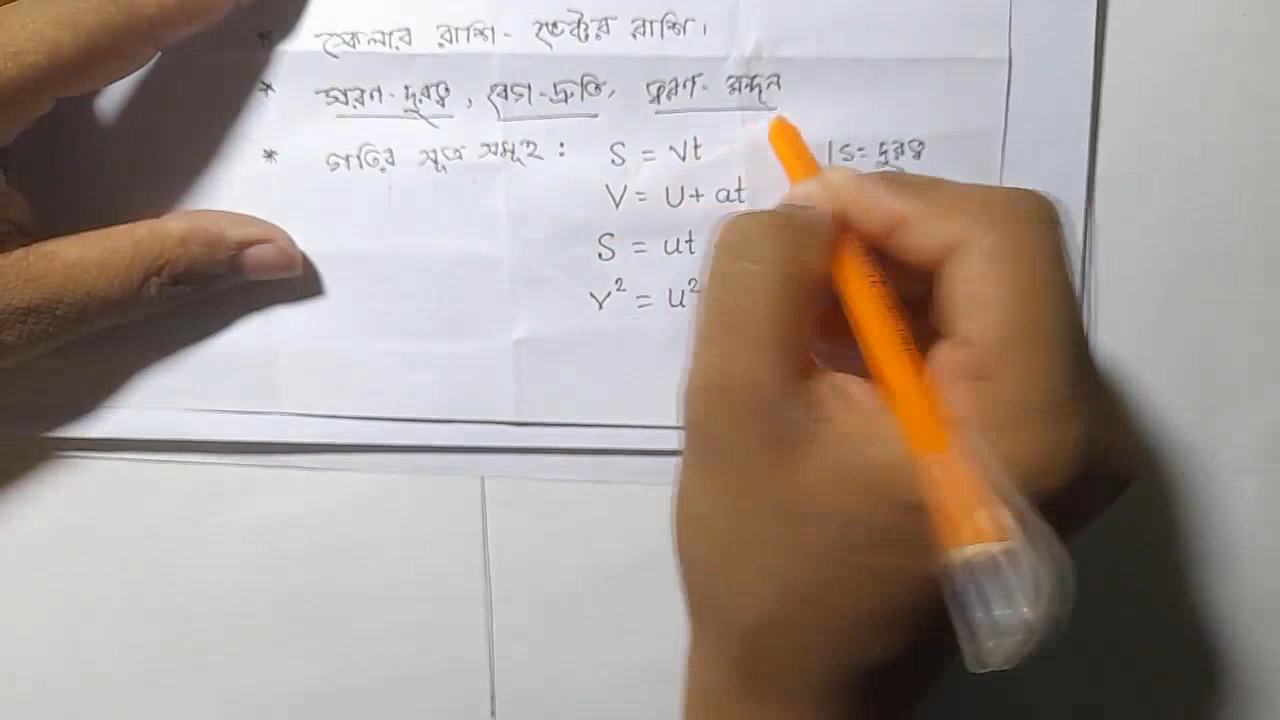 * স্কেলার রাশি - ভেক্টর রাশি।
* সরণ-দূরত্ব, বেগ-দ্রুতি, ত্বরণ- মন্দন
* গতির সূত্র সমূহ : S = vt | S= দূরত্ব
V = U + at
S = ut
v² = u²